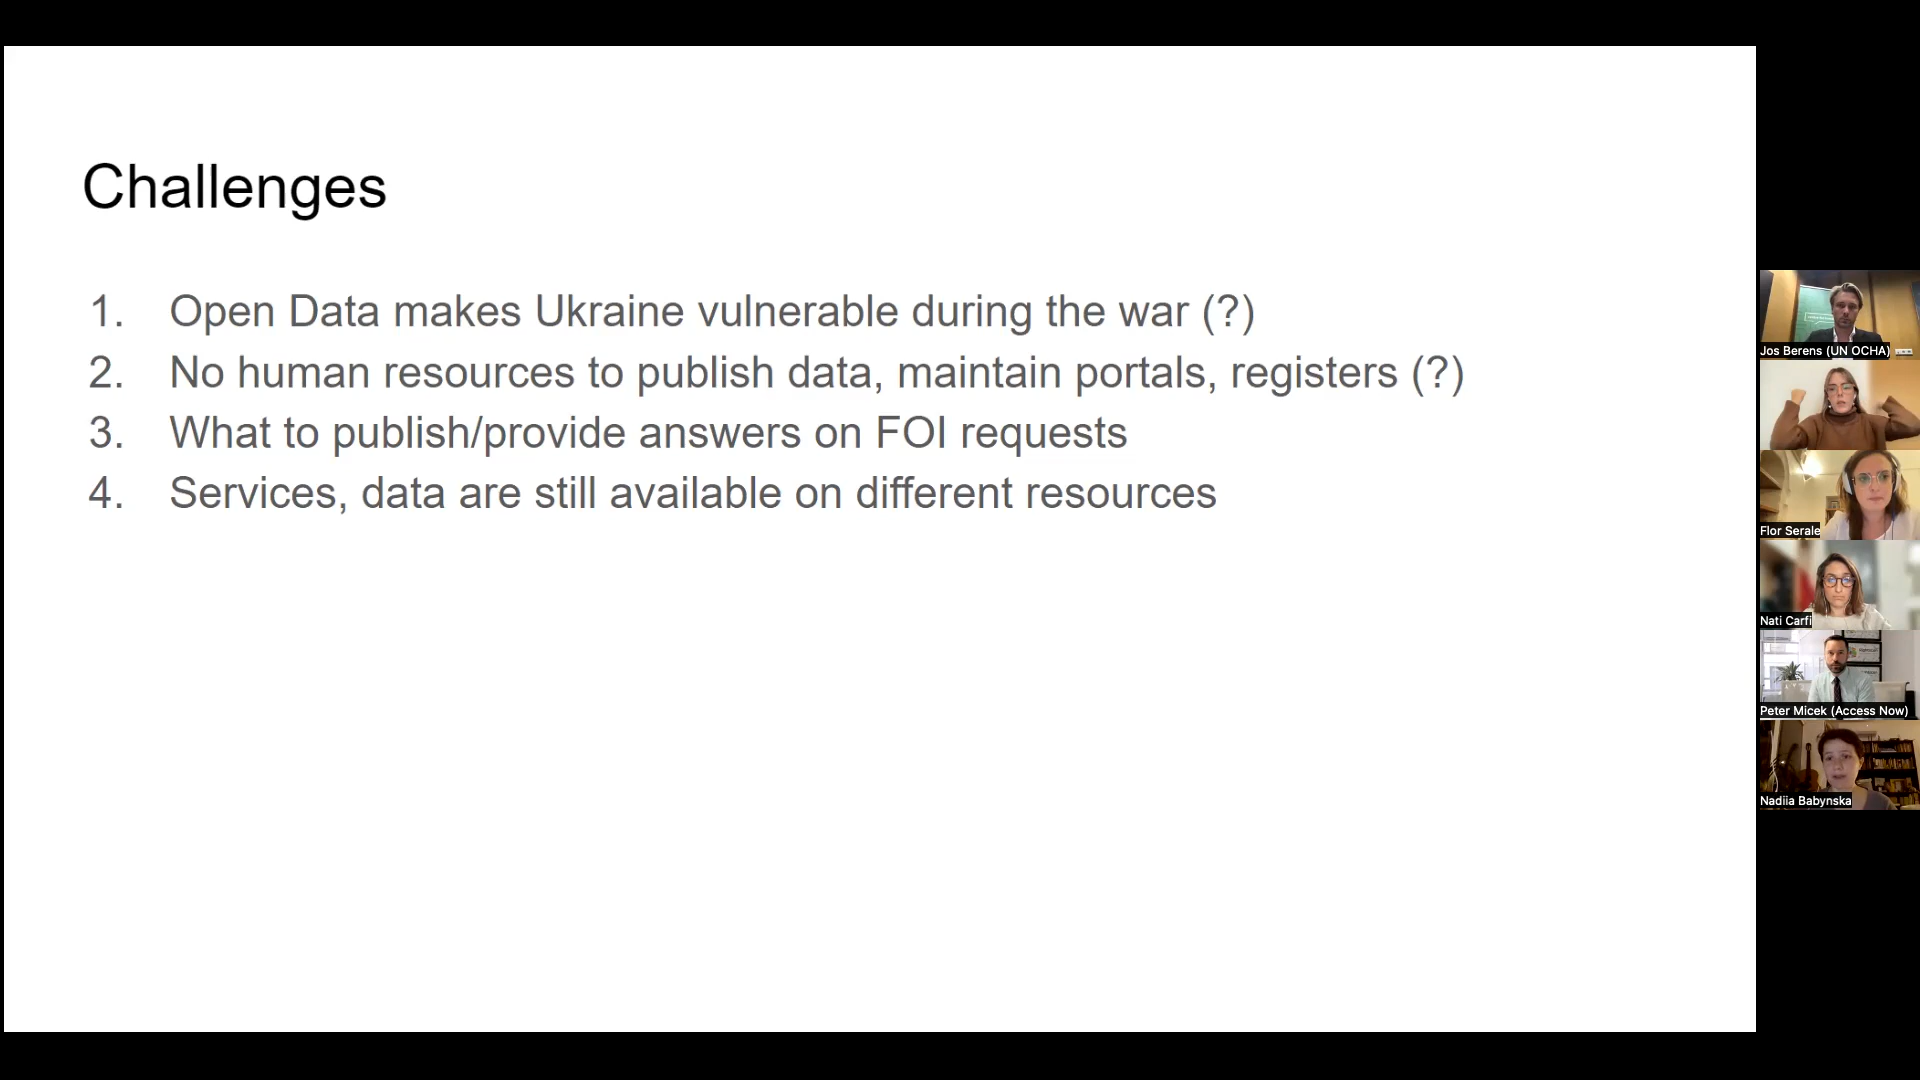 Challenges
1. Open Data makes Ukraine vulnerable during the war (?)
2. No human resources to publish data, maintain portals, registers (?)
3. What to publish/provide answers on FOI requests
4. Services, data are still available on different resources
Jos Berens (UN OCHA)
Flor Serale
Nati Carfi
Peter Micek (Access Now)
Nadiia Babynska